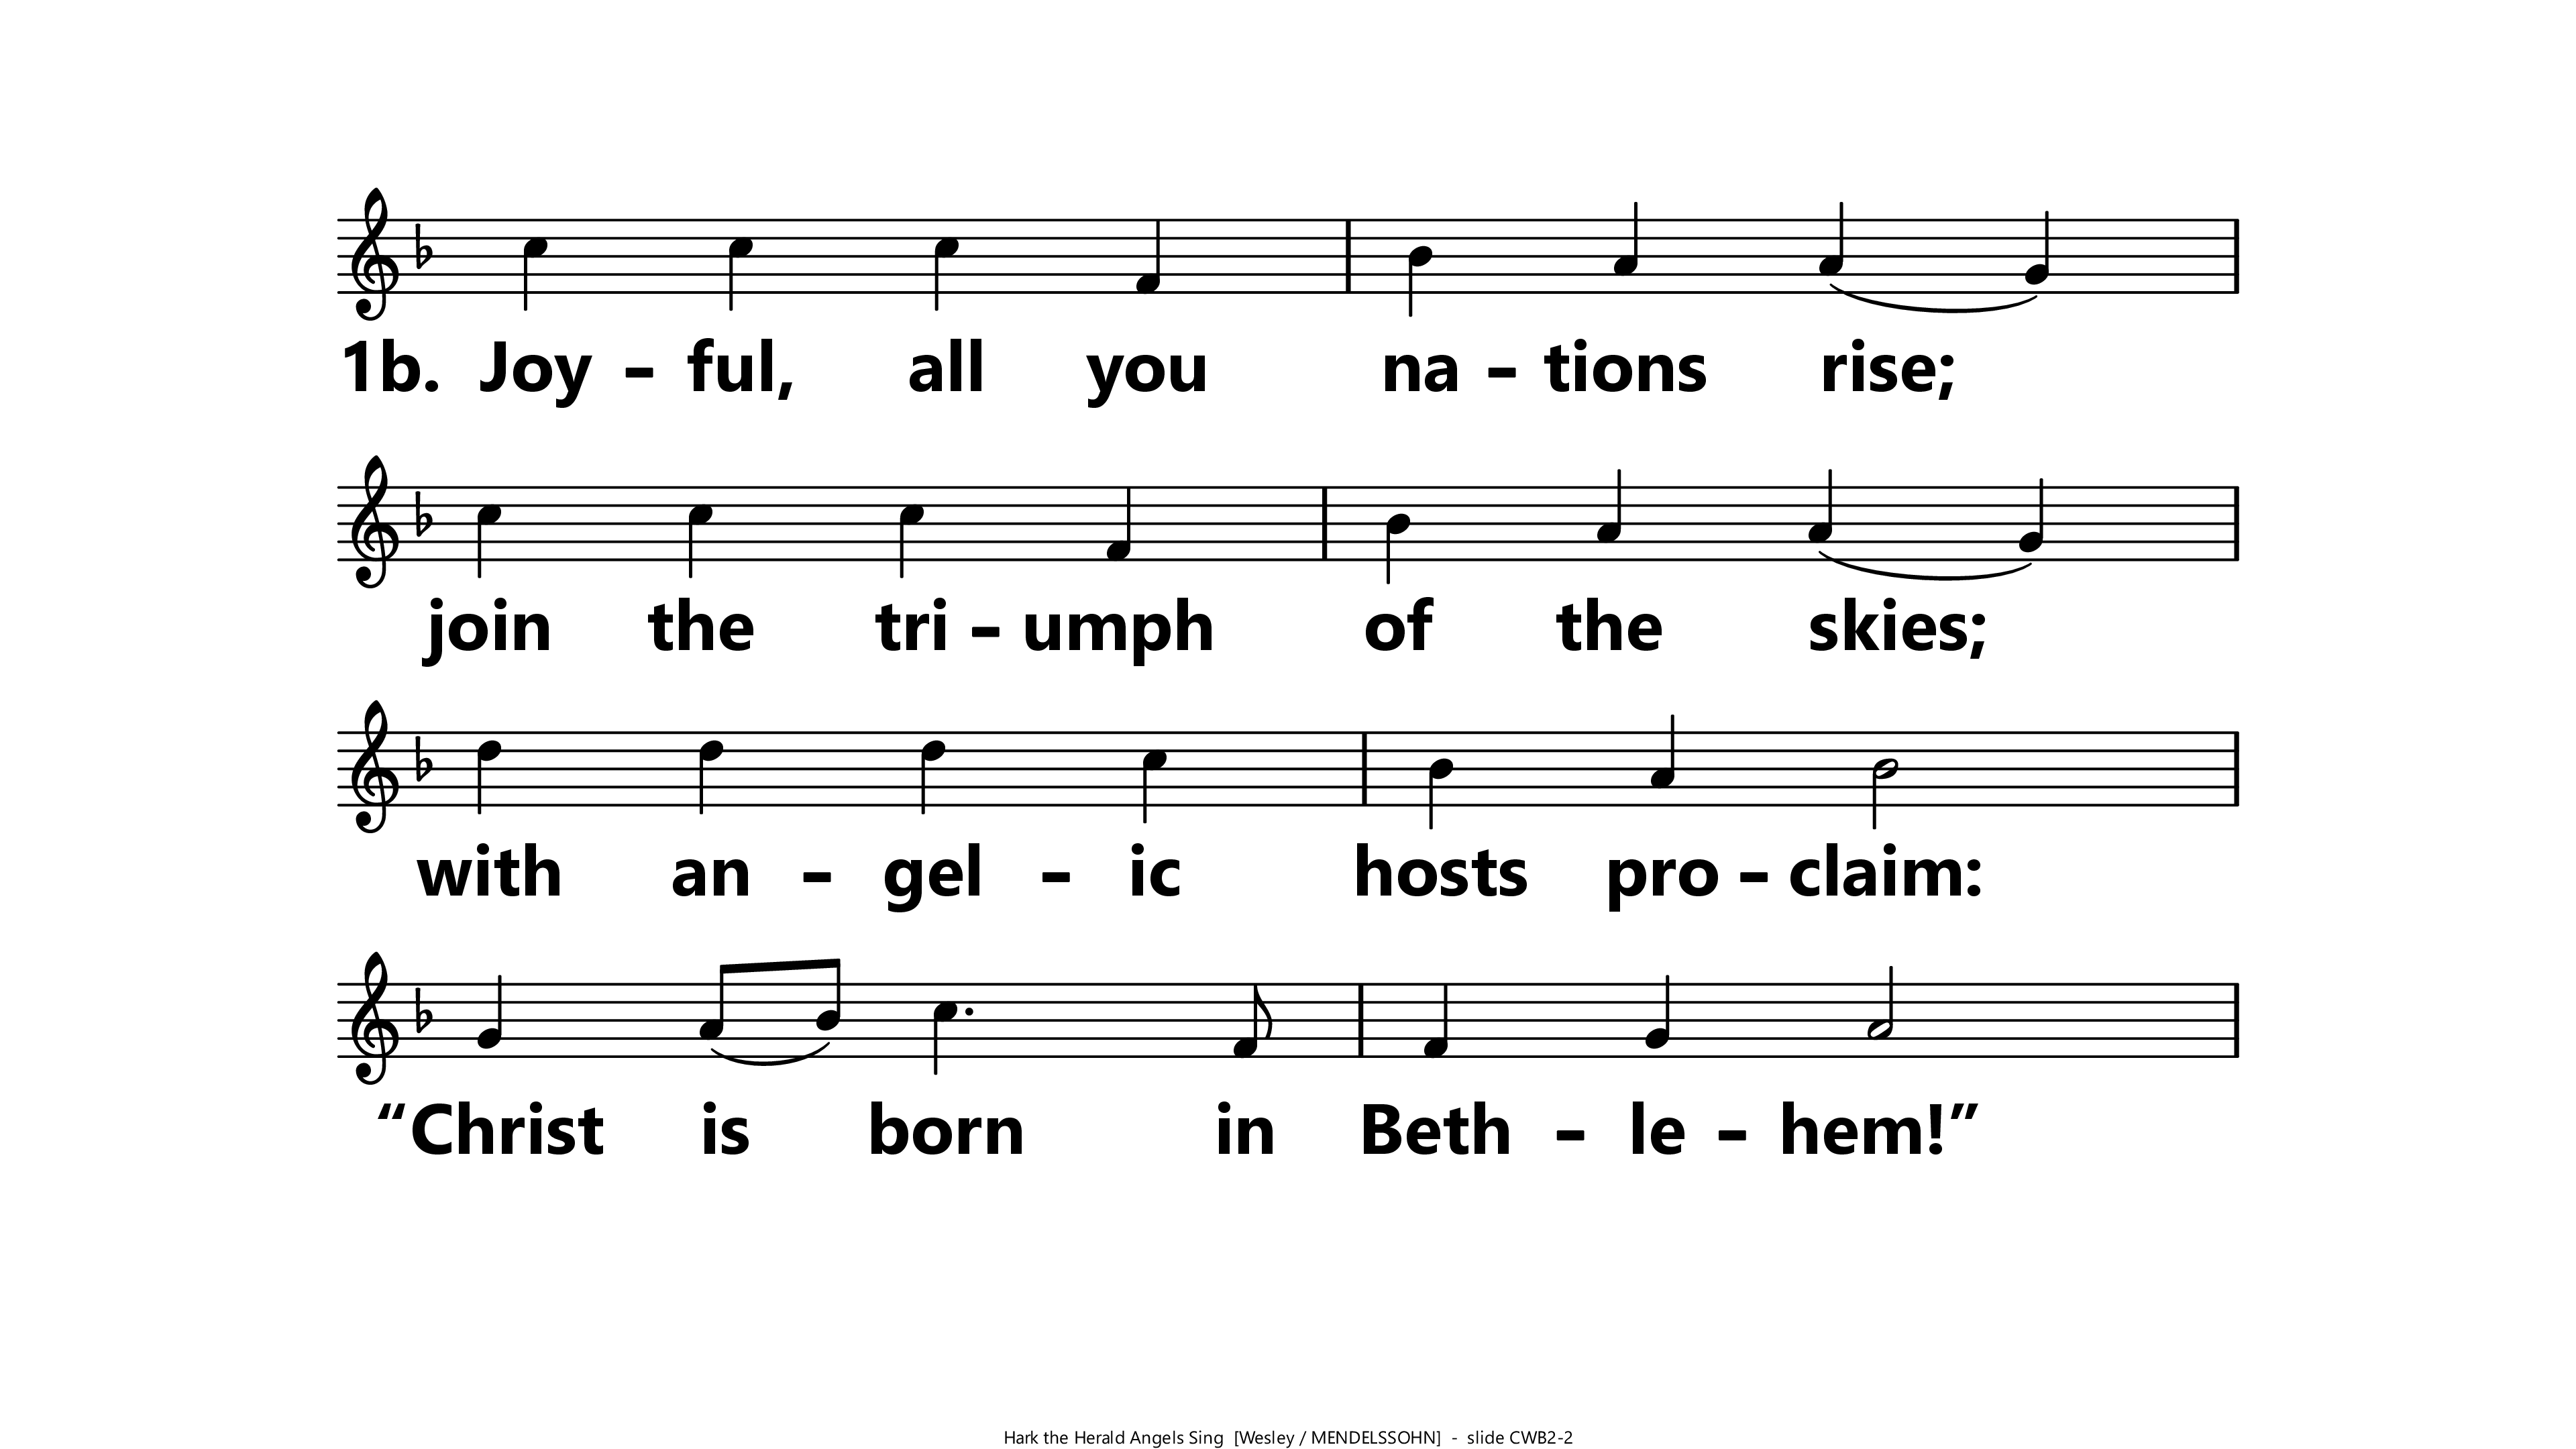 1b. Joy - ful, all you na - tions rise;
join the tri - umph of the skies;
with an - gel - ic hosts pro - claim:
“Christ is born in Beth - le - hem!”
Hark the Herald Angels Sing [Wesley / MENDELSSOHN] - slide CWB2-2